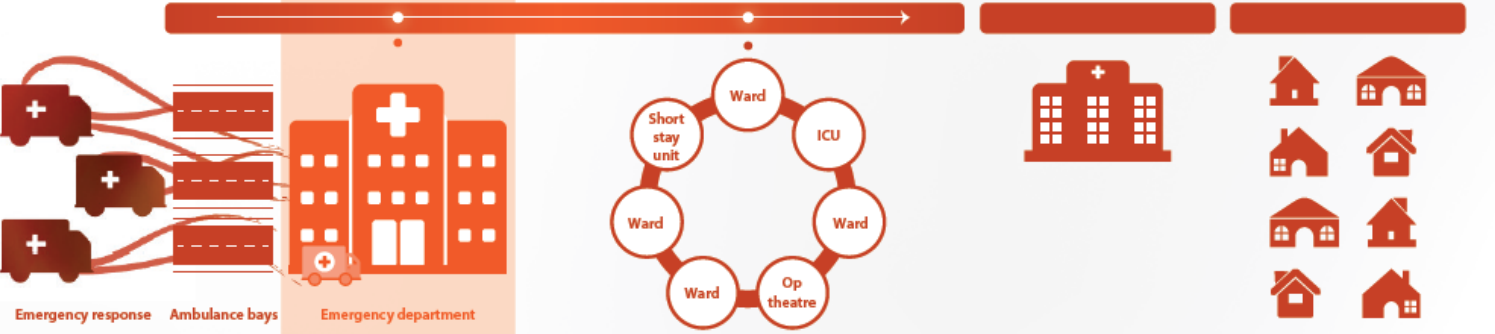 Ward
Short
stay
unit
ICU
Ward
Ward
Ward
Op
theatre
Emergency response
Ambulance bays
Emergency department